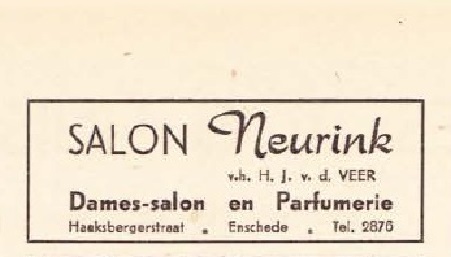 SALON Neurink
v.h. H. J. v. d. VEER
Dames-salon en Parfumerie
Haaksbergerstraat . Enschede . Tel. 2876